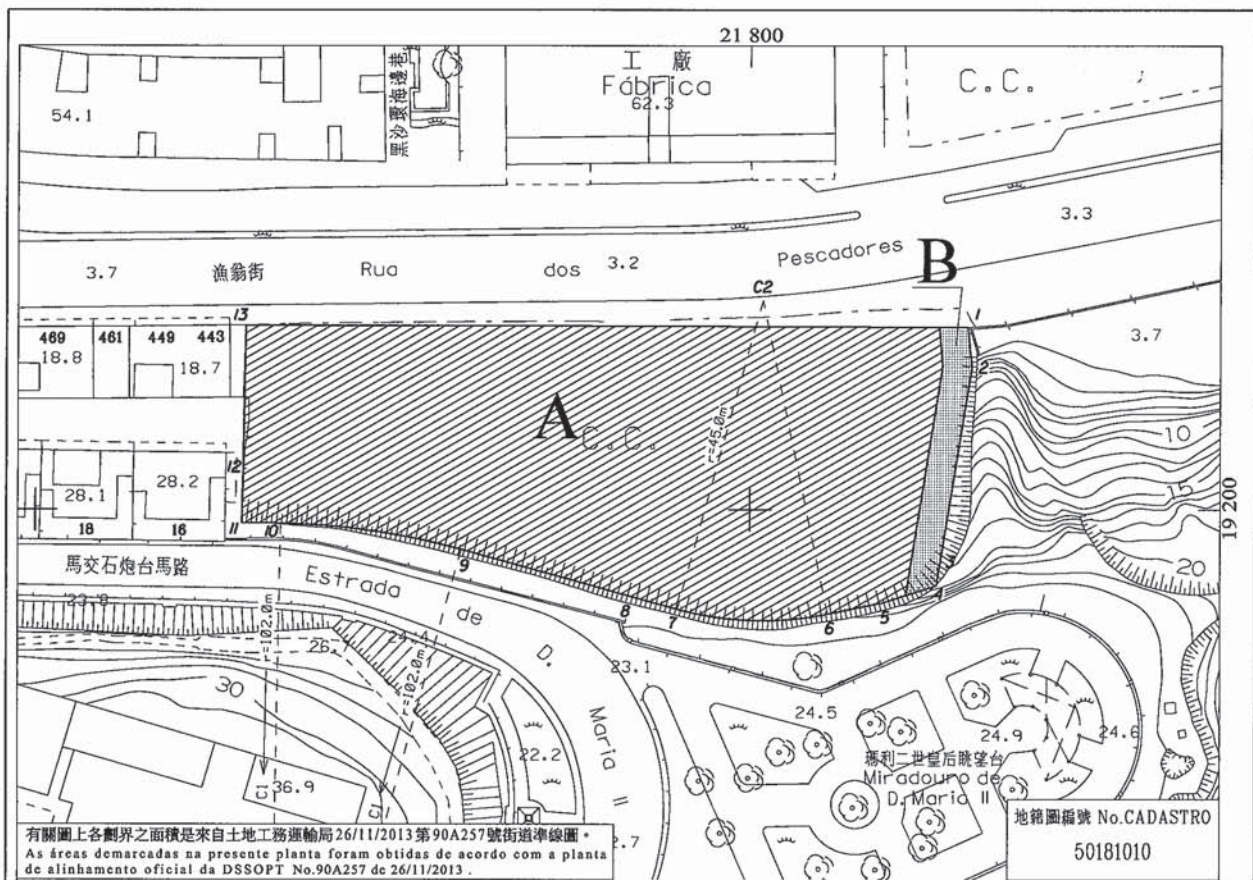 21 800
工 廠
Fábrica
62.3
C.C.
54.1
黑沙環海邊巷
3.3
Pescadores
B
3.7
漁翁街
Rua
dos
3.2
C2
13
1
3.7
469
461
449
443
18.8
18.7
2
A
C.C.
r=45.0m
10
15
12
28.1
28.2
18
16
11
10
19 200
馬交石炮台馬路
Estrada
de
D.
Maria II
9
8
7
6
5
4
20
23.8
r=102.0m
26.7
24.4
r=102.0m
23.1
30
24.5
24.9
24.6
22.2
瑪利二世皇后眺望台
Miradouro de
D. Maria II
C1
36.9
C1
有關圖上各劃界之面積是來自土地工務運輸局26/11/2013第90A257號街道準線圖。
As áreas demarcadas na presente planta foram obtidas de acordo com a planta
de alinhamento oficial da DSSOPT No.90A257 de 26/11/2013 .
2.7
地籍圖編號 No.CADASTRO
50181010